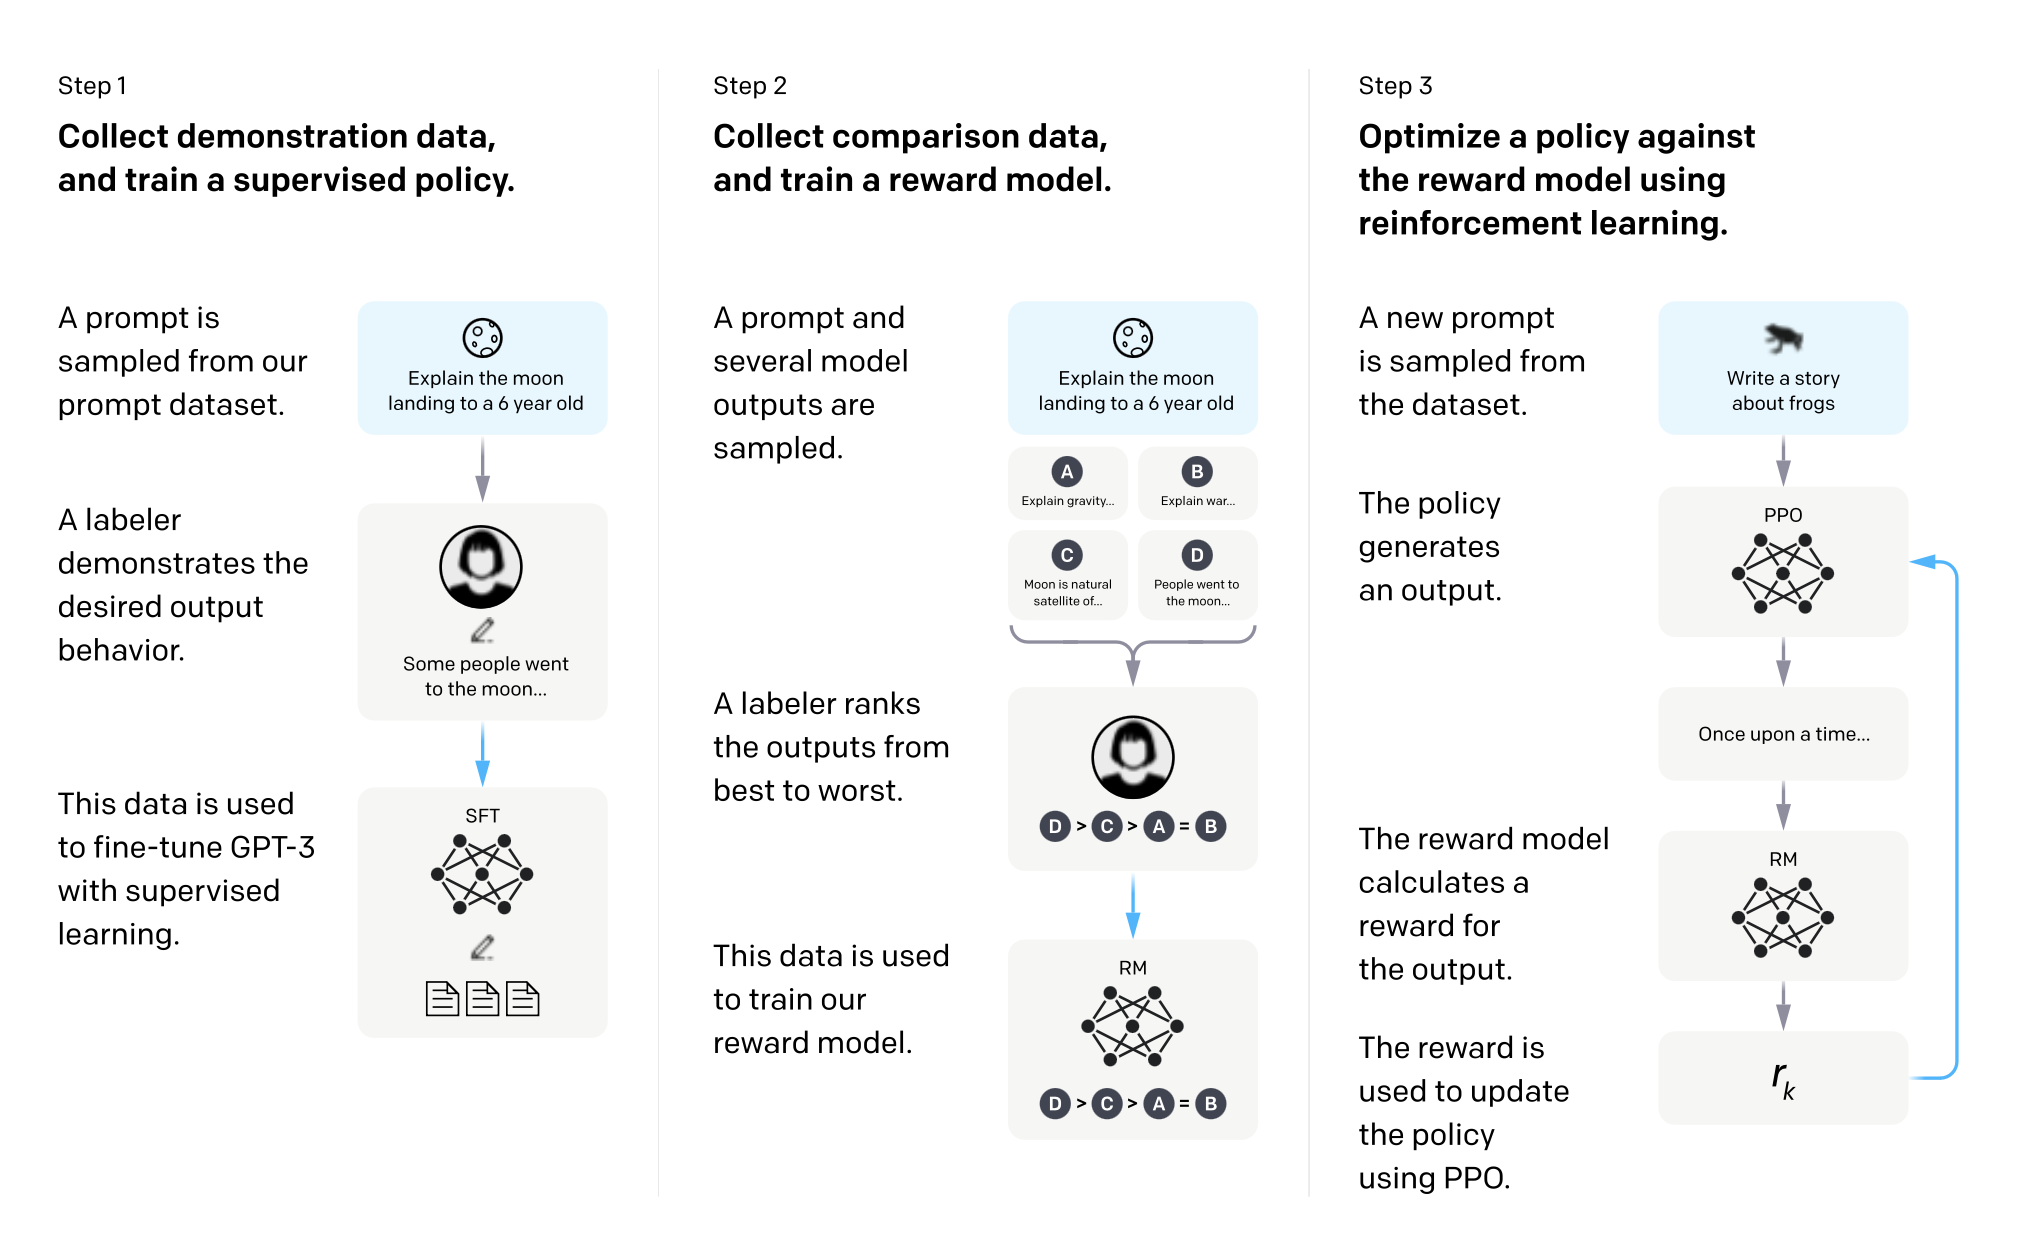 Step 1
Collect demonstration data,
and train a supervised policy.
A prompt is
sampled from our
prompt dataset.
Explain the moon
landing to a 6 year old
A labeler
demonstrates the
desired output
behavior.
Some people went
to the moon...
This data is used
to fine-tune GPT-3
with supervised
learning.
SFT
Step 2
Collect comparison data,
and train a reward model.
A prompt and
several model
outputs are
sampled.
Explain the moon
landing to a 6 year old
A
Explain gravity...
B
Explain war...
C
Moon is natural
satellite of...
D
People went to
the moon...
A labeler ranks
the outputs from
best to worst.
D > C > A = B
This data is used
to train our
reward model.
RM
D > C > A = B
Step 3
Optimize a policy against
the reward model using
reinforcement learning.
A new prompt
is sampled from
the dataset.
Write a story
about frogs
The policy
generates
an output.
PPO
Once upon a time...
The reward model
calculates a
reward for
the output.
RM
The reward is
used to update
the policy
using PPO.
rk